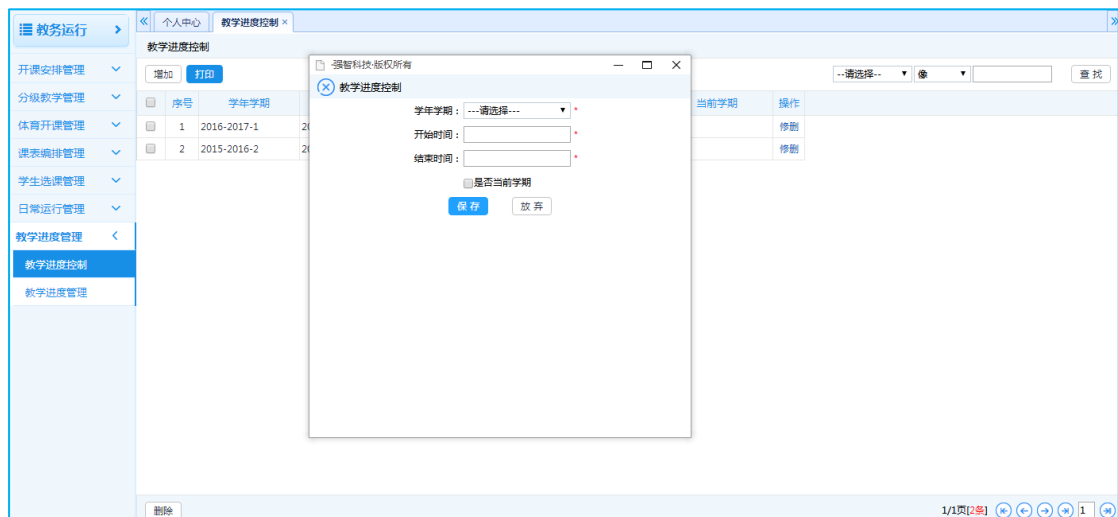 教务运行
个人中心 教学进度控制 ×
教学进度控制
开课安排管理
分级教学管理
体育开课管理
课表编排管理
学生选课管理
日常运行管理
教学进度管理
教学进度控制
教学进度管理
增加 打印
--请选择-- 像 查 找
序号 学年学期 当前学期 操作
1 2016-2017-1 20 修删
2 2015-2016-2 20 修删
-强智科技·版权所有
教学进度控制
学年学期： ---请选择--- *
开始时间： *
结束时间： *
是否当前学期
保 存 放 弃
删除
1/1页[2条] 1